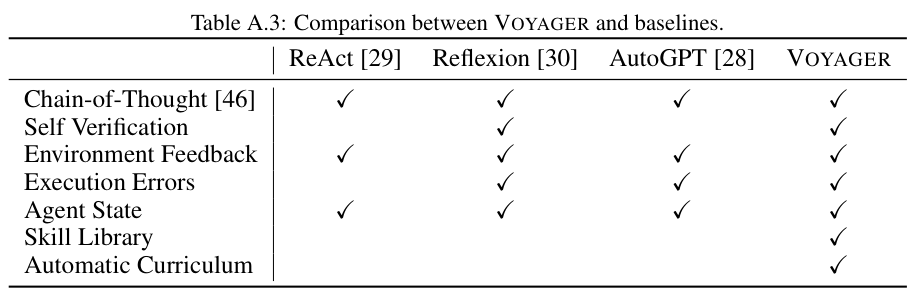 Table A.3: Comparison between VOYAGER and baselines.
ReAct [29] Reflexion [30] AutoGPT [28] VOYAGER
Chain-of-Thought [46] ✓ ✓ ✓ ✓
Self Verification ✓ ✓
Environment Feedback ✓ ✓ ✓ ✓
Execution Errors ✓ ✓ ✓
Agent State ✓ ✓ ✓ ✓
Skill Library ✓
Automatic Curriculum ✓